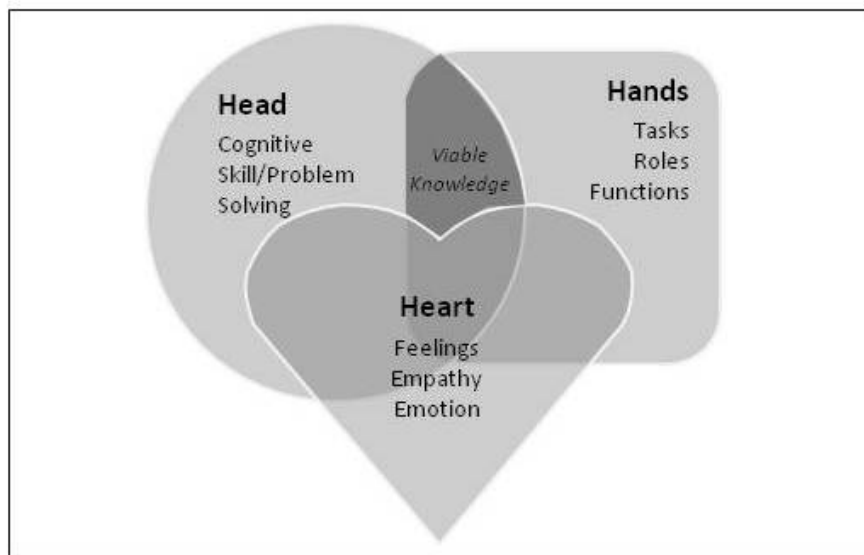 Head
Cognitive
Skill/Problem
Solving
Viable
Knowledge
Hands
Tasks
Roles
Functions
Heart
Feelings
Empathy
Emotion